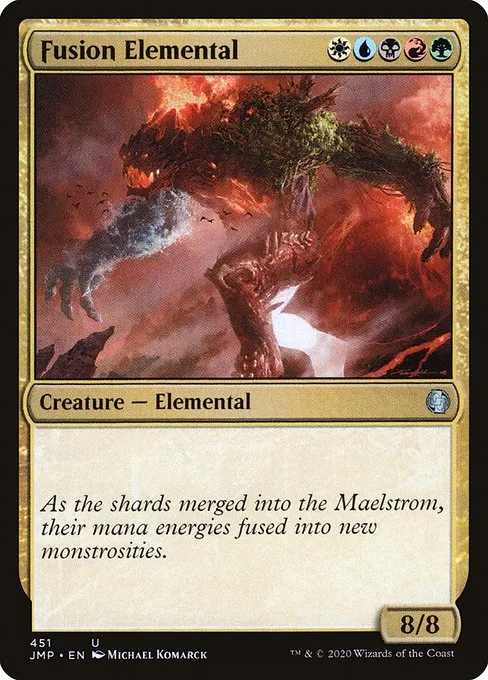 Fusion Elemental
Creature — Elemental
As the shards merged into the Maelstrom,
their mana energies fused into new
monstrosities.
8/8
451 U
JMP • EN Michael Komarck
™ & © 2020 Wizards of the Coast